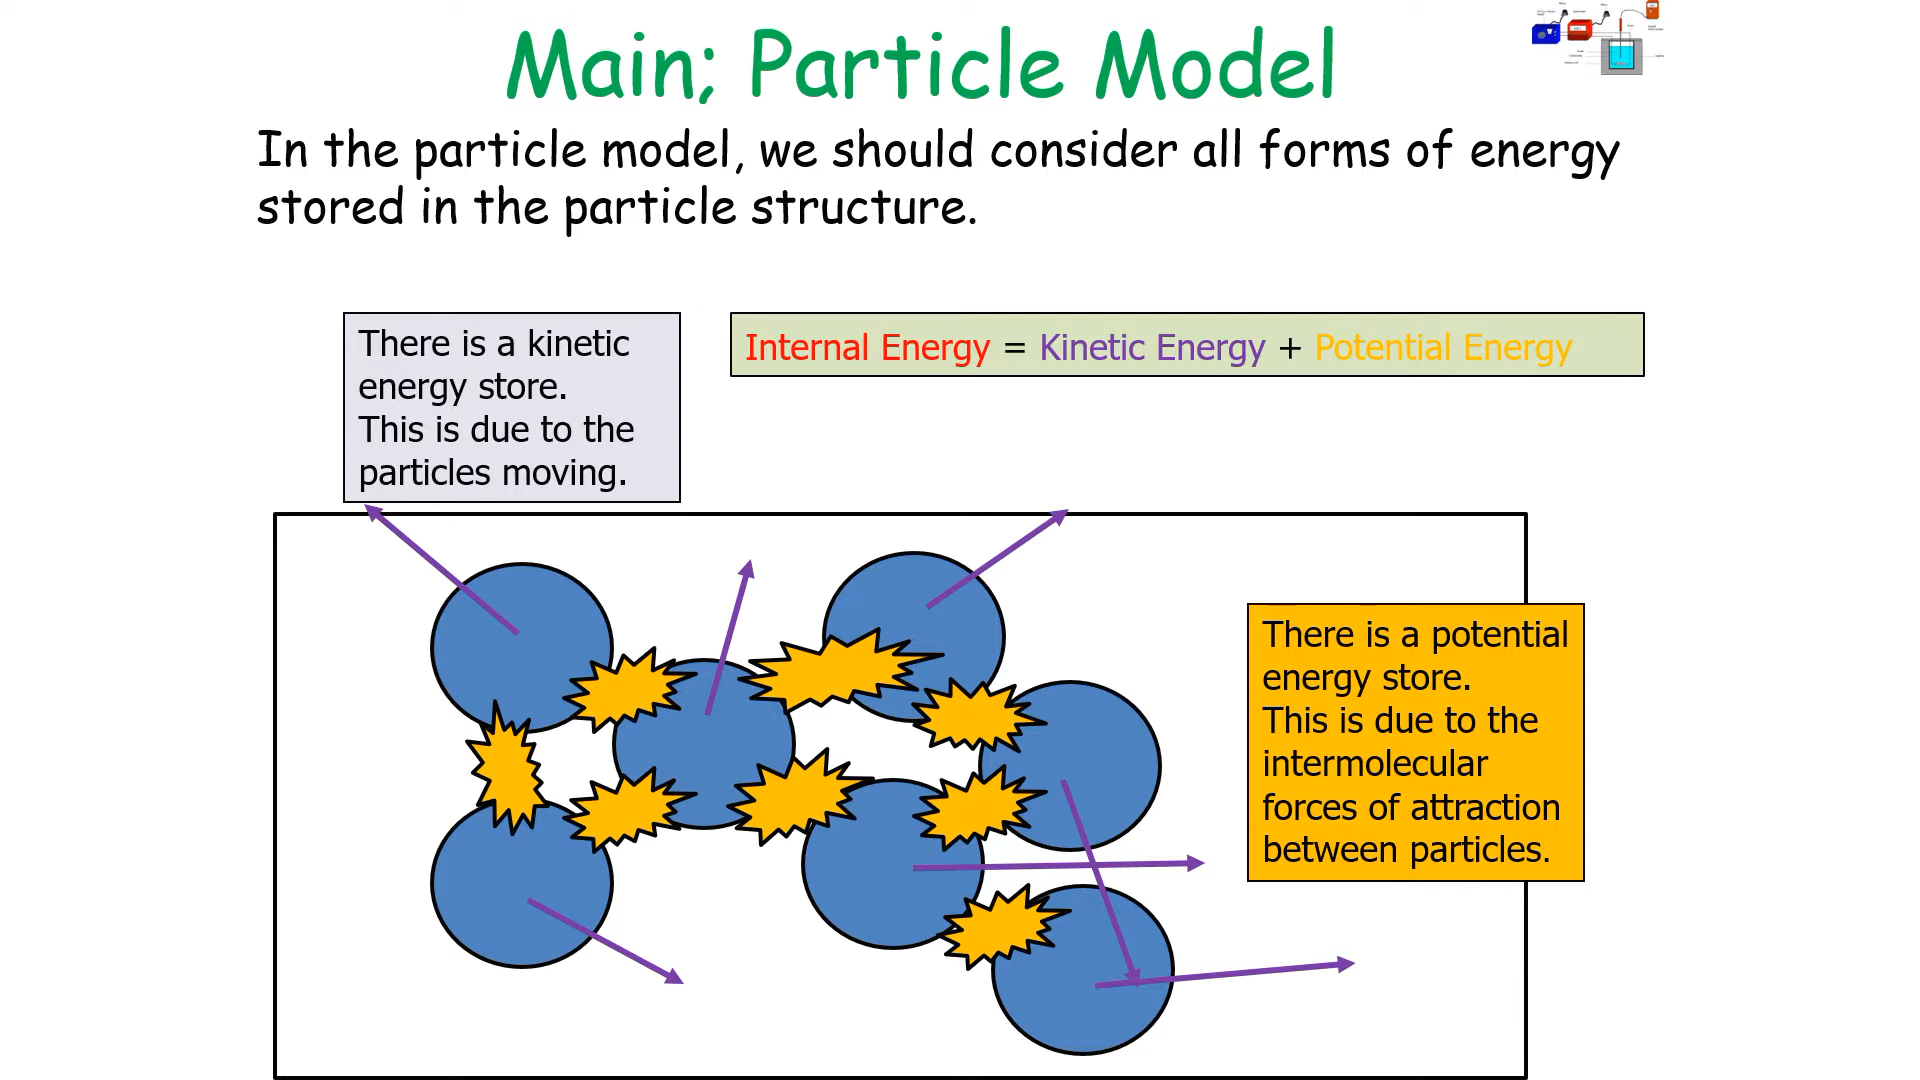 Main; Particle Model
In the particle model, we should consider all forms of energy
stored in the particle structure.
There is a kinetic
energy store.
This is due to the
particles moving.
Internal Energy = Kinetic Energy + Potential Energy
There is a potential
energy store.
This is due to the
intermolecular
forces of attraction
between particles.